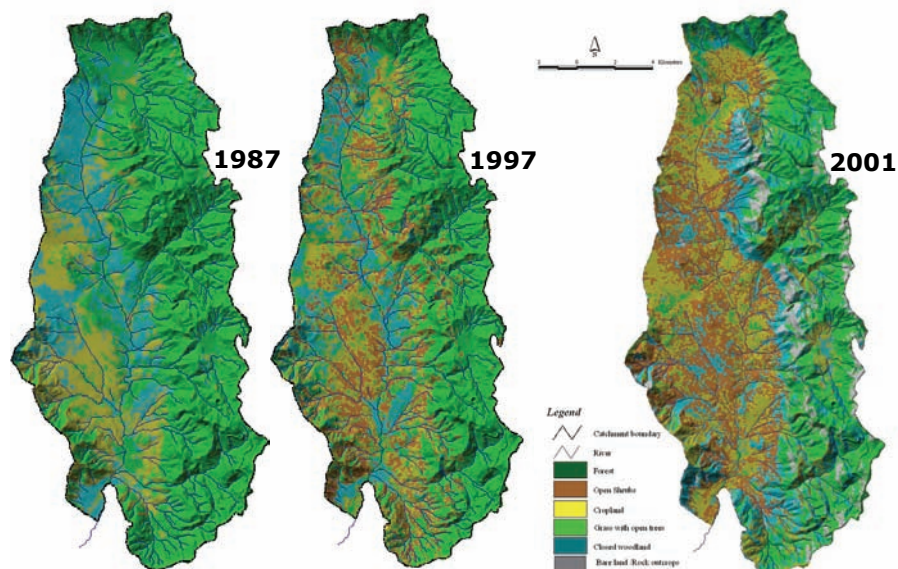 1987
1997
2001
N
Kilometers
Legend
Catchment boundary
River
Forest
Open Shrubs
Cropland
Grass with open trees
Closed woodland
Bare land /Rock outcrops